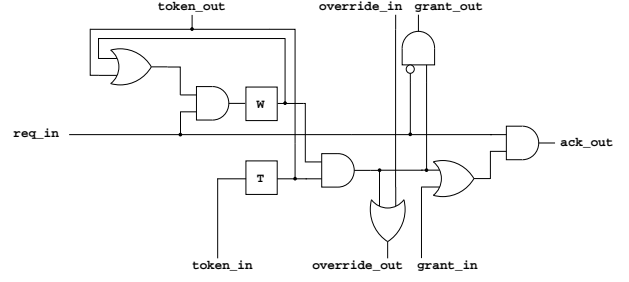 token_out override_in grant_out
W
req_in
ack_out
T
token_in override_out grant_in